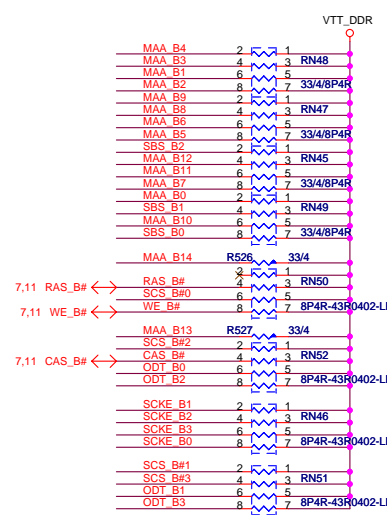 VTT_DDR
MAA_B4 2 1
MAA_B3 4 3 RN48
MAA_B1 6 5
MAA_B2 8 7 33/4/8P4R
MAA_B9 2 1
MAA_B8 4 3 RN47
MAA_B6 6 5
MAA_B5 8 7 33/4/8P4R
SBS_B2 2 1
MAA_B12 4 3 RN45
MAA_B11 6 5
MAA_B7 8 7 33/4/8P4R
MAA_B0 2 1
SBS_B1 4 3 RN49
MAA_B10 6 5
SBS_B0 8 7 33/4/8P4R
MAA_B14 R526 33/4
2 1
7,11 RAS_B# RAS_B# 4 3 RN50
SCS_B#0 6 5
7,11 WE_B# WE_B# 8 7 8P4R-43R0402-LF
MAA_B13 R527 33/4
SCS_B#2 2 1
7,11 CAS_B# CAS_B# 4 3 RN52
ODT_B0 6 5
ODT_B2 8 7 8P4R-43R0402-LF
SCKE_B1 2 1
SCKE_B2 4 3 RN46
SCKE_B3 6 5
SCKE_B0 8 7 8P4R-43R0402-LF
SCS_B#1 2 1
SCS_B#3 4 3 RN51
ODT_B1 6 5
ODT_B3 8 7 8P4R-43R0402-LF